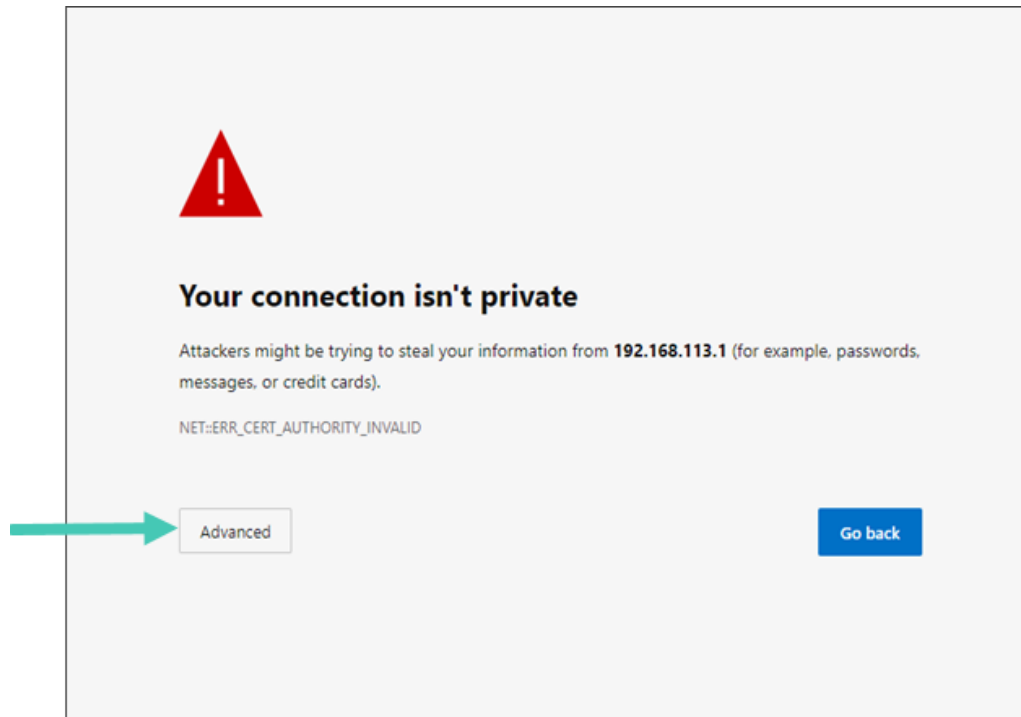 Your connection isn't private
Attackers might be trying to steal your information from 192.168.113.1 (for example, passwords,
messages, or credit cards).
NET::ERR_CERT_AUTHORITY_INVALID
Advanced
Go back